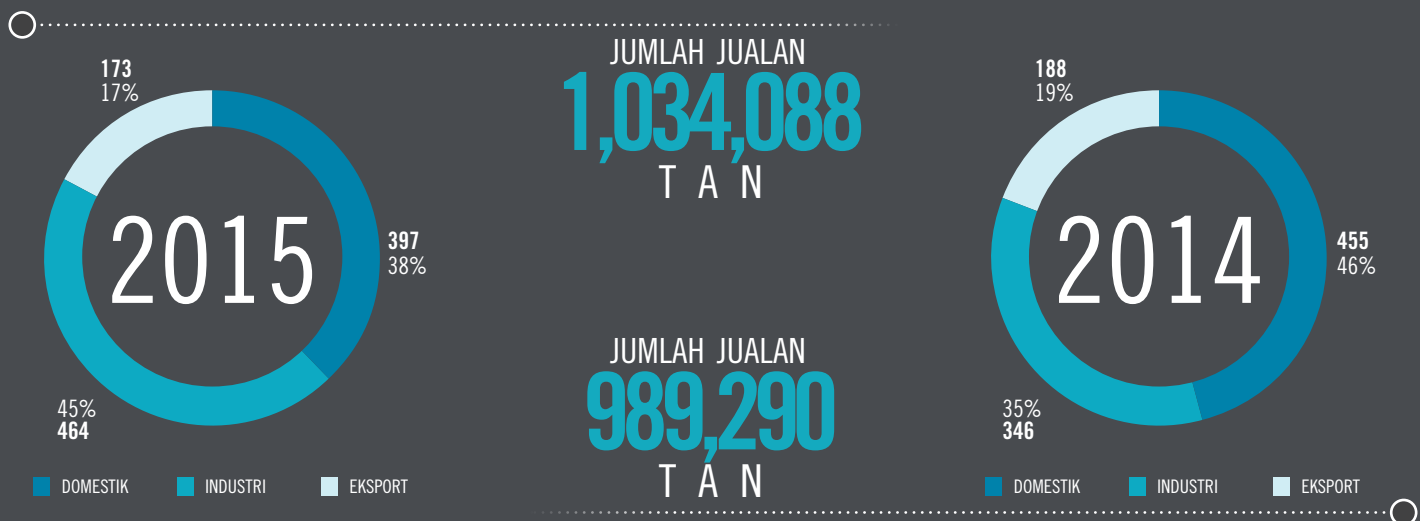 173
17%
2015
397
38%
45%
464
DOMESTIK
INDUSTRI
EKSPORT
JUMLAH JUALAN
1,034,088
TAN
JUMLAH JUALAN
989,290
TAN
188
19%
2014
455
46%
35%
346
DOMESTIK
INDUSTRI
EKSPORT